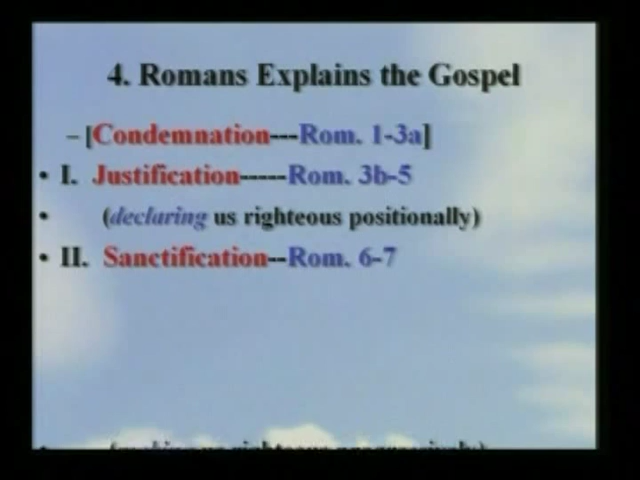 4. Romans Explains the Gospel
– [Condemnation---Rom. 1-3a]
• I. Justification-----Rom. 3b-5
• (declaring us righteous positionally)
• II. Sanctification--Rom. 6-7